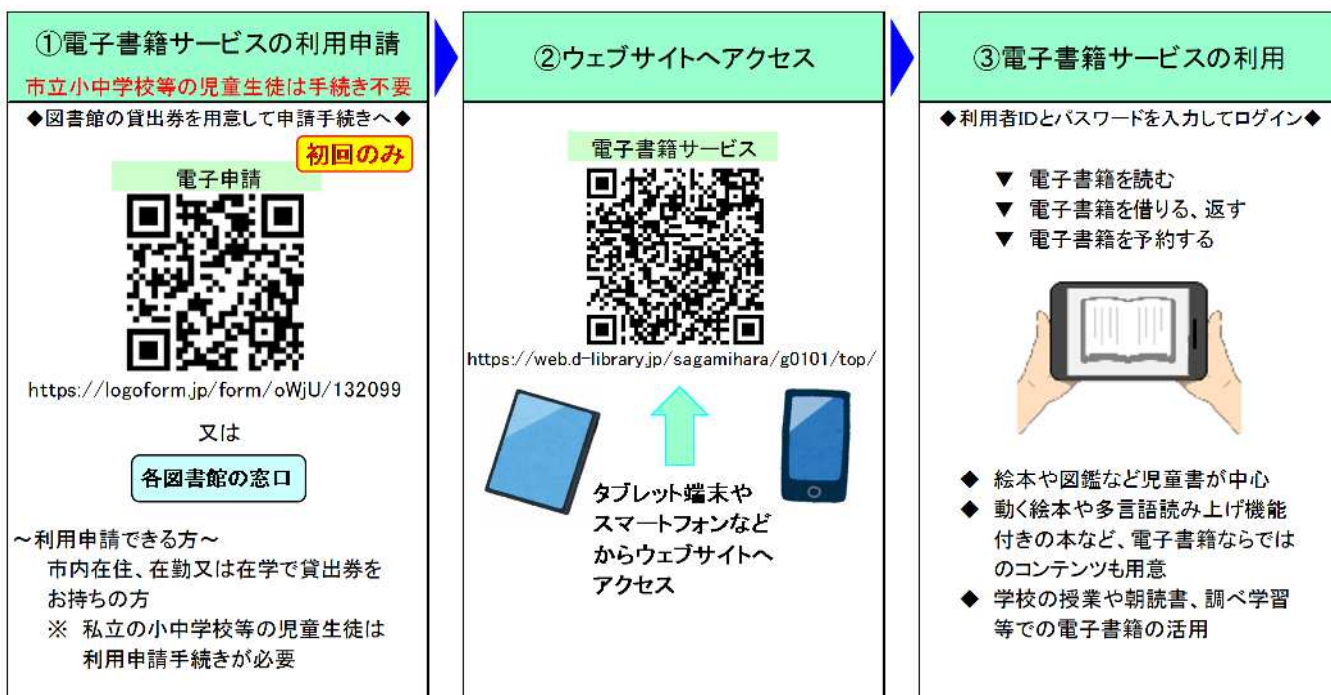 ①電子書籍サービスの利用申請
市立小中学校等の児童生徒は手続き不要
◆図書館の貸出券を用意して申請手続きへ◆
初回のみ
電子申請
https://logoform.jp/form/oWjU/132099
又は
各図書館の窓口
~利用申請できる方~
市内在住、在勤又は在学で貸出券を
お持ちの方
※ 私立の小中学校等の児童生徒は
利用申請手続きが必要
②ウェブサイトへアクセス
電子書籍サービス
https://web.d-library.jp/sagamihara/g0101/top/
タブレット端末や
スマートフォンなど
からウェブサイトへ
アクセス
③電子書籍サービスの利用
◆利用者IDとパスワードを入力してログイン◆
▼ 電子書籍を読む
▼ 電子書籍を借りる、返す
▼ 電子書籍を予約する
◆ 絵本や図鑑など児童書が中心
◆ 動く絵本や多言語読み上げ機能
付きの本など、電子書籍ならでは
のコンテンツも用意
◆ 学校の授業や朝読書、調べ学習
等での電子書籍の活用